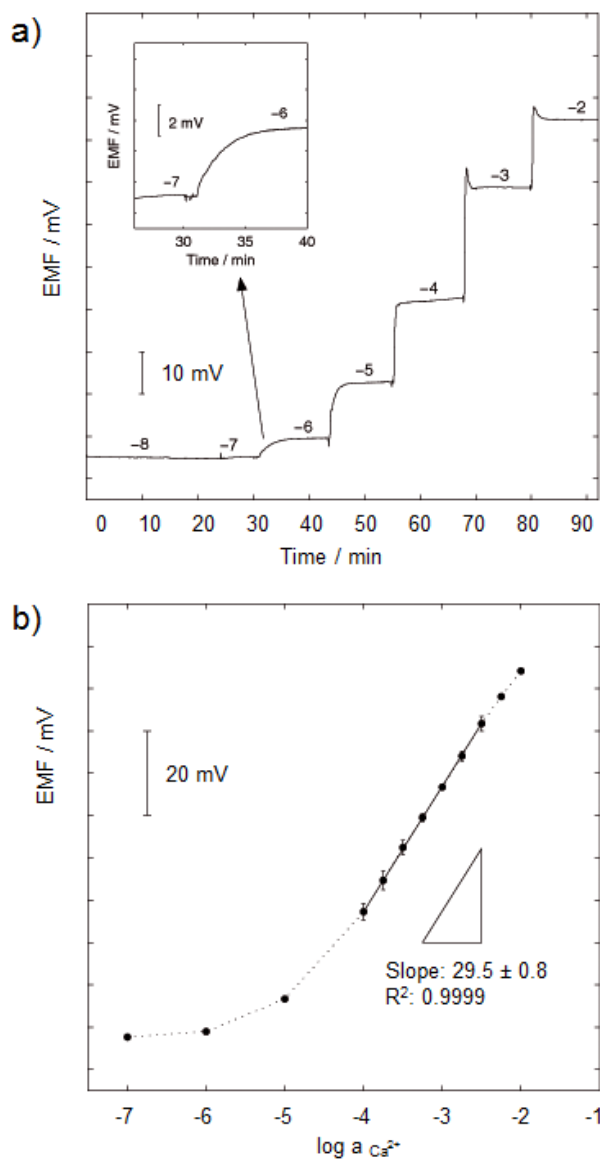 a)
EMF / mV
2 mV
–6
–7
30
35
40
Time / min
EMF / mV
10 mV
–8
–7
–6
–5
–4
–3
–2
0 10 20 30 40 50 60 70 80 90
Time / min
b)
EMF / mV
20 mV
Slope: 29.5 ± 0.8
R²: 0.9999
-7 -6 -5 -4 -3 -2 -1
log a Ca²⁺